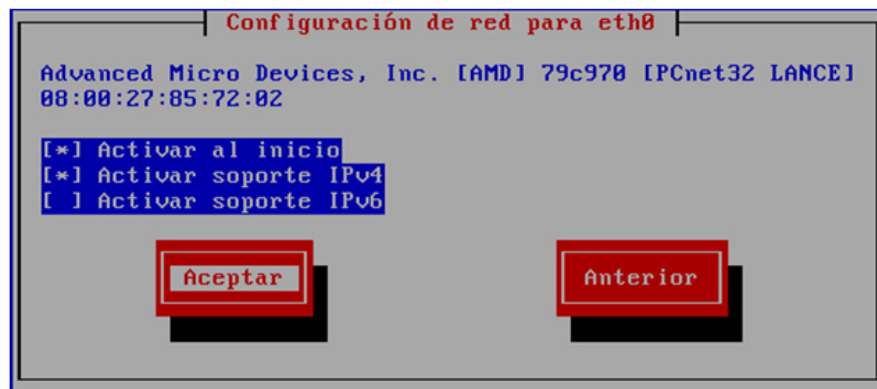 Configuración de red para eth0
Advanced Micro Devices, Inc. [AMD] 79c970 [PCnet32 LANCE]
08:00:27:85:72:02
[*] Activar al inicio
[*] Activar soporte IPv4
[ ] Activar soporte IPv6
Aceptar Anterior